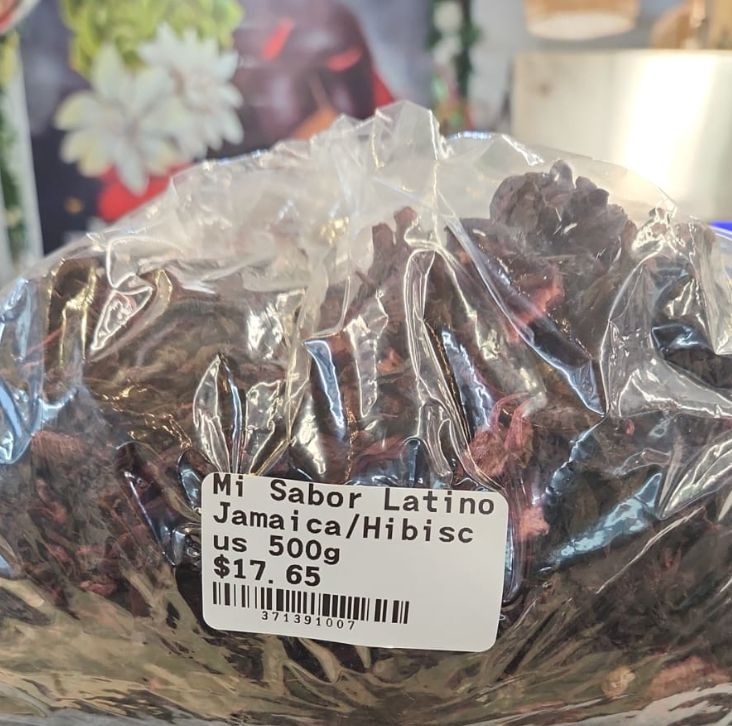 Mi Sabor Latino
Jamaica/Hibisc
us 500g
$17.65
371391007